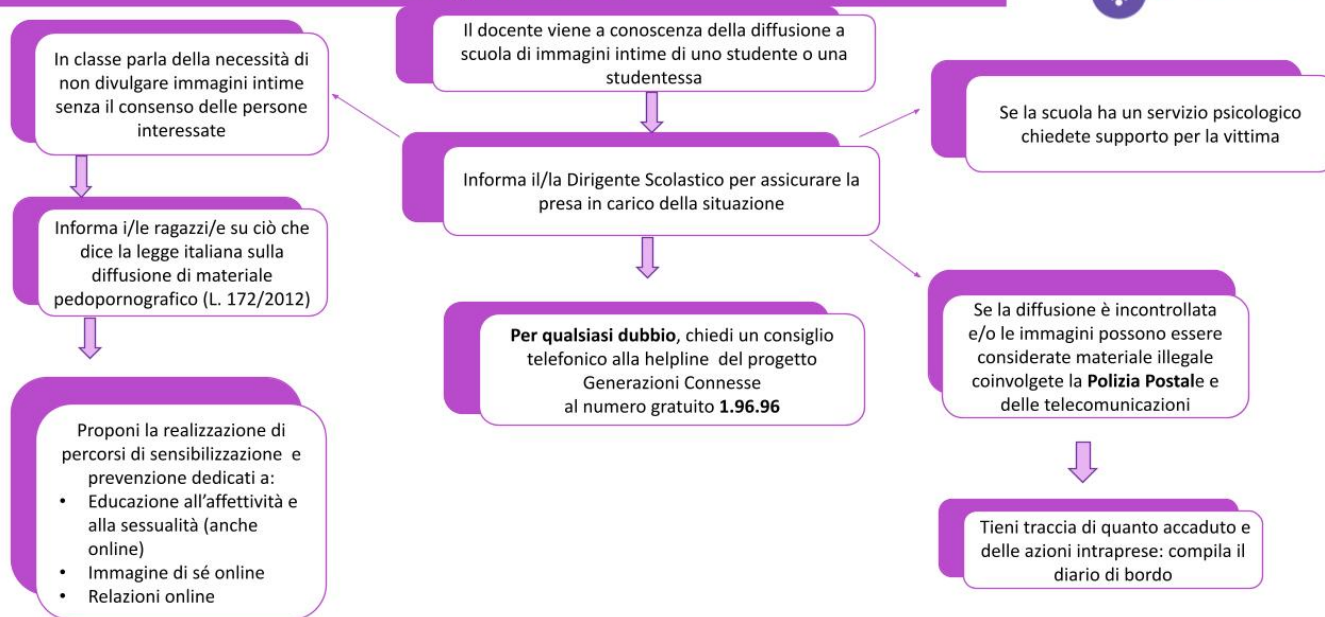 Il docente viene a conoscenza della diffusione a
scuola di immagini intime di uno studente o una
studentessa
In classe parla della necessità di
non divulgare immagini intime
senza il consenso delle persone
interessate
Se la scuola ha un servizio psicologico
chiedete supporto per la vittima
Informa il/la Dirigente Scolastico per assicurare la
presa in carico della situazione
Informa i/le ragazzi/e su ciò che
dice la legge italiana sulla
diffusione di materiale
pedopornografico (L. 172/2012)
Per qualsiasi dubbio, chiedi un consiglio
telefonico alla helpline del progetto
Generazioni Connesse
al numero gratuito 1.96.96
Se la diffusione è incontrollata
e/o le immagini possono essere
considerate materiale illegale
coinvolgete la Polizia Postale e
delle telecomunicazioni
Proponi la realizzazione di
percorsi di sensibilizzazione e
prevenzione dedicati a:
• Educazione all’affettività e
alla sessualità (anche
online)
• Immagine di sé online
• Relazioni online
Tieni traccia di quanto accaduto e
delle azioni intraprese: compila il
diario di bordo